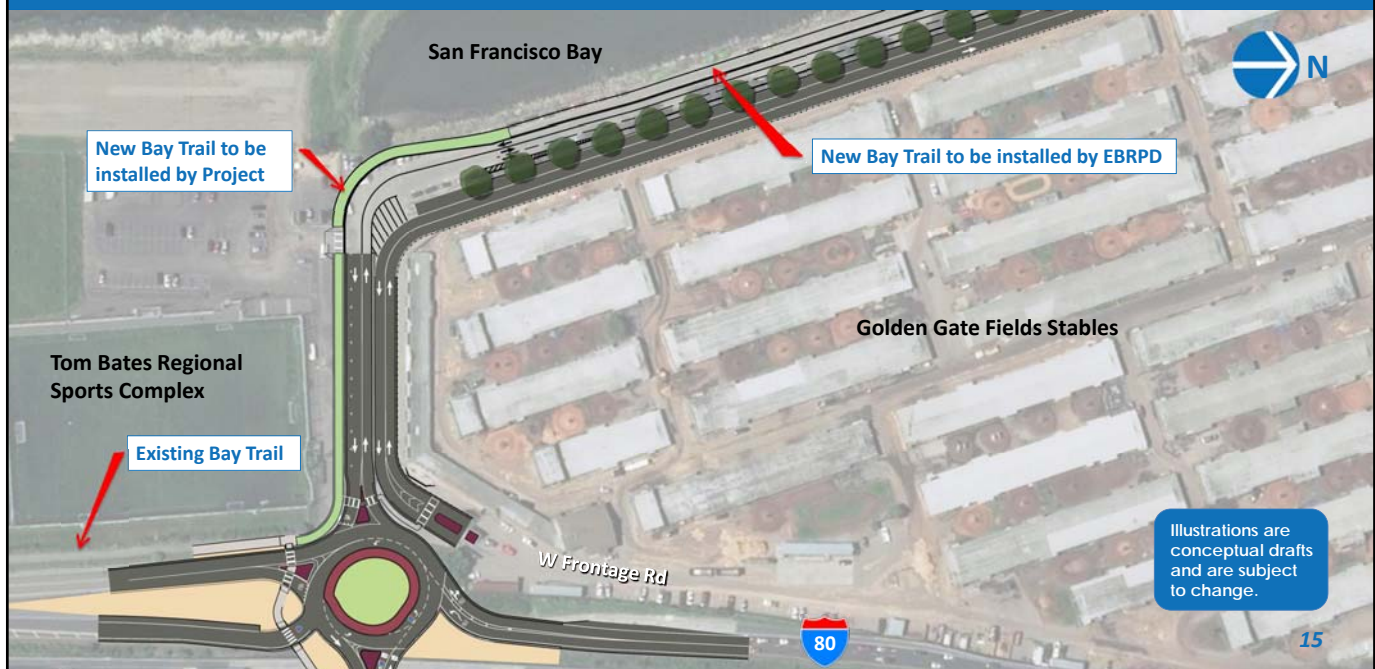 San Francisco Bay
N
New Bay Trail to be
installed by Project
New Bay Trail to be installed by EBRPD
Golden Gate Fields Stables
Tom Bates Regional
Sports Complex
Existing Bay Trail
W Frontage Rd
Illustrations are
conceptual drafts
and are subject
to change.
80
15